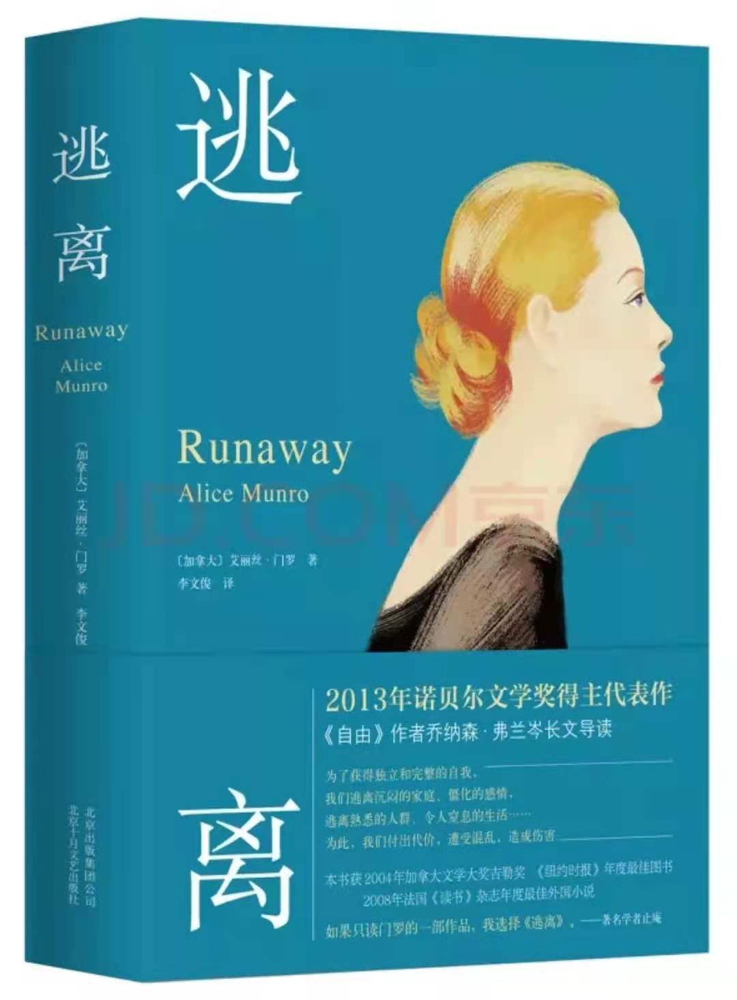 逃
离
Runaway
Alice
Munro
〔加拿大〕艾丽丝·门罗 著 李文俊
北京出版集团公司
北京十月文艺出版社
逃
Runaway
Alice Munro
JD.COM京东
〔加拿大〕艾丽丝·门罗 著
李文俊 译
离
2013年诺贝尔文学奖得主代表作
《自由》作者乔纳森·弗兰岑长文导读
为了获得独立和完整的自我，
我们逃离沉闷的家庭、僵化的感情，
逃离熟悉的人群、令人窒息的生活……
为此，我们付出代价，遭受混乱，造成伤害
本书获2004年加拿大文学大奖吉勒奖 《纽约时报》年度最佳图书
2008年法国《读书》杂志年度最佳外国小说
如果只读门罗的一部作品，我选择《逃离》。——著名学者止庵